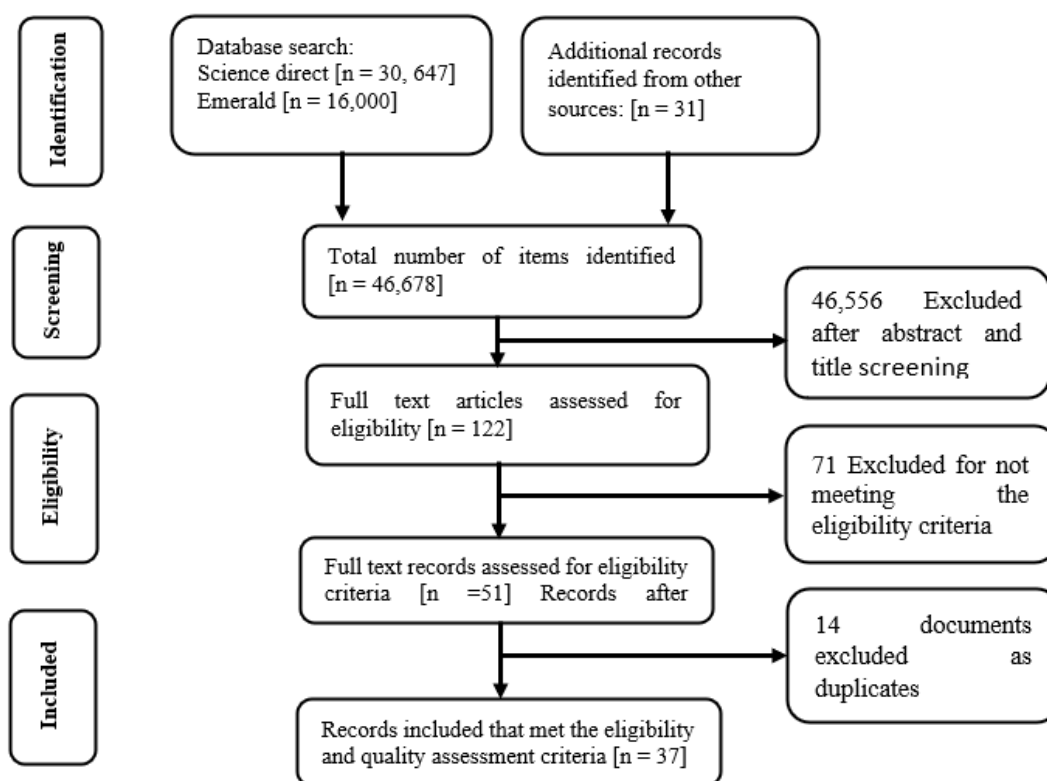 Identification
Database search:
Science direct [n = 30, 647]
Emerald [n = 16,000]
Additional records
identified from other
sources: [n = 31]
Screening
Total number of items identified
[n = 46,678]
46,556 Excluded
after abstract and
title screening
Eligibility
Full text articles assessed for
eligibility [n = 122]
71 Excluded for not
meeting the
eligibility criteria
Full text records assessed for eligibility
criteria [n =51] Records after
Included
14 documents
excluded as
duplicates
Records included that met the eligibility
and quality assessment criteria [n = 37]